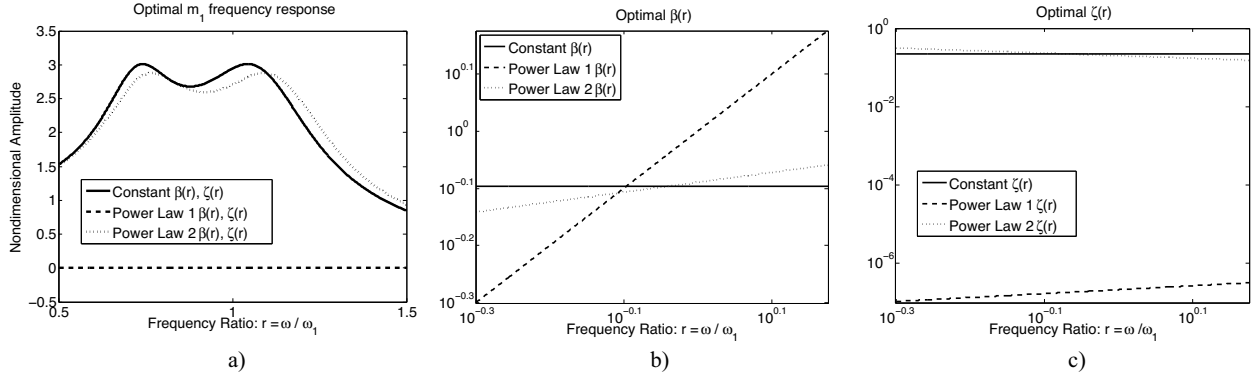 Optimal m₁ frequency response
Nondimensional Amplitude
3.5
3
2.5
2
1.5
1
0.5
0
−0.5
Constant β(r), ζ(r)
Power Law 1 β(r), ζ(r)
Power Law 2 β(r), ζ(r)
0.5 1 1.5
Frequency Ratio: r = ω / ω₁
a)
Optimal β(r)
10^0.1
10^0
10^−0.1
10^−0.2
10^−0.3
Constant β(r)
Power Law 1 β(r)
Power Law 2 β(r)
10^−0.3 10^−0.1 10^0.1
Frequency Ratio: r = ω / ω₁
b)
Optimal ζ(r)
10^0
10^−2
10^−4
10^−6
Constant ζ(r)
Power Law 1 ζ(r)
Power Law 2 ζ(r)
10^−0.3 10^−0.1 10^0.1
Frequency Ratio: r = ω /ω₁
c)